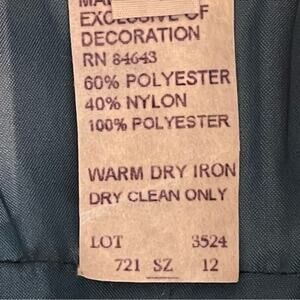 EXCLUSIVE OF
DECORATION
RN 84643
60% POLYESTER
40% NYLON
100% POLYESTER
WARM DRY IRON
DRY CLEAN ONLY
LOT 3524
721 SZ 12